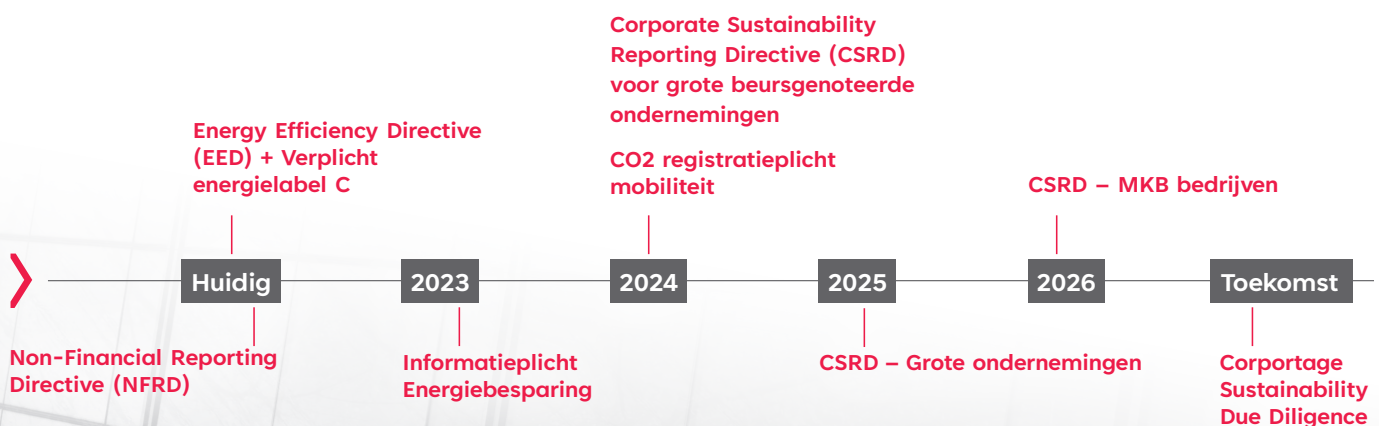 Corporate Sustainability
Reporting Directive (CSRD)
voor grote beursgenoteerde
ondernemingen
CO2 registratieplicht
mobiliteit
Energy Efficiency Directive
(EED) + Verplicht
energielabel C
CSRD – MKB bedrijven
Huidig
2023
2024
2025
2026
Toekomst
Non-Financial Reporting
Directive (NFRD)
Informatieplicht
Energiebesparing
CSRD – Grote ondernemingen
Corportage
Sustainability
Due Diligence